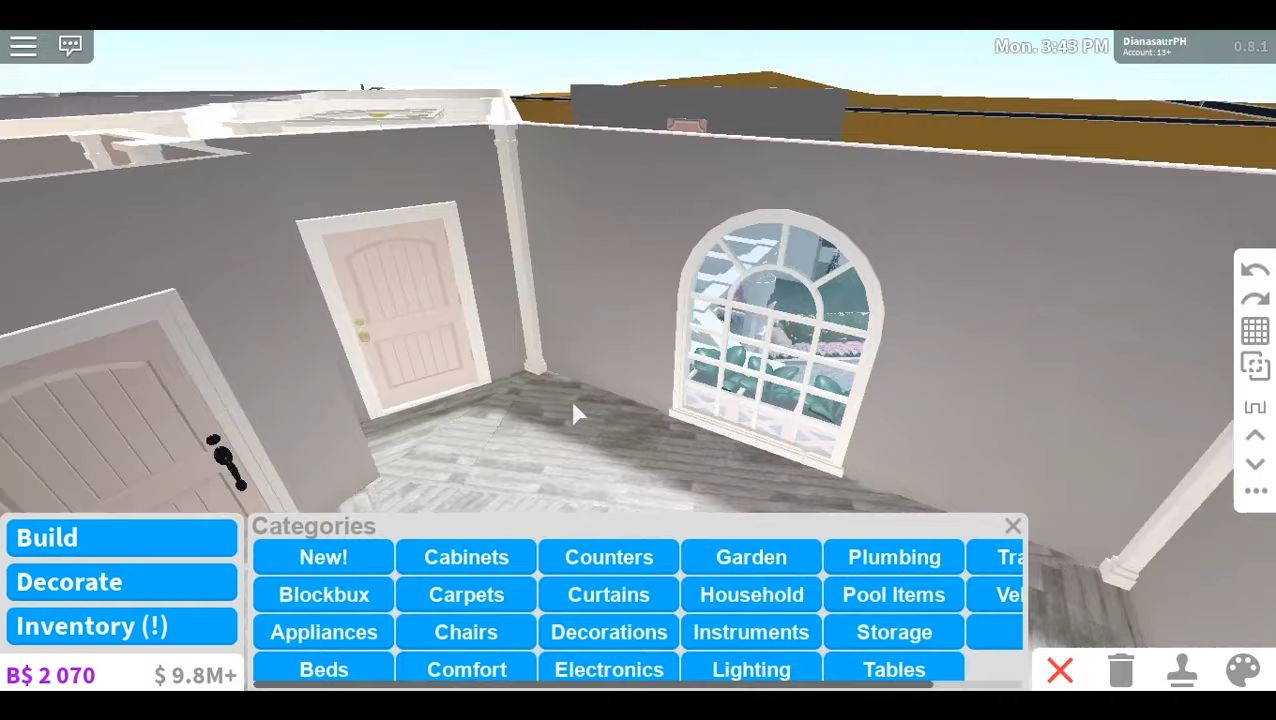 Mon. 3:43 PM
DianasaurPH
Account: 13+
0.8.1
Categories
New! Cabinets Counters Garden Plumbing
Blockbux Carpets Curtains Household Pool Items
Appliances Chairs Decorations Instruments Storage
Beds Comfort Electronics Lighting Tables
Build
Decorate
Inventory (!)
B$ 2 070 $ 9.8M+